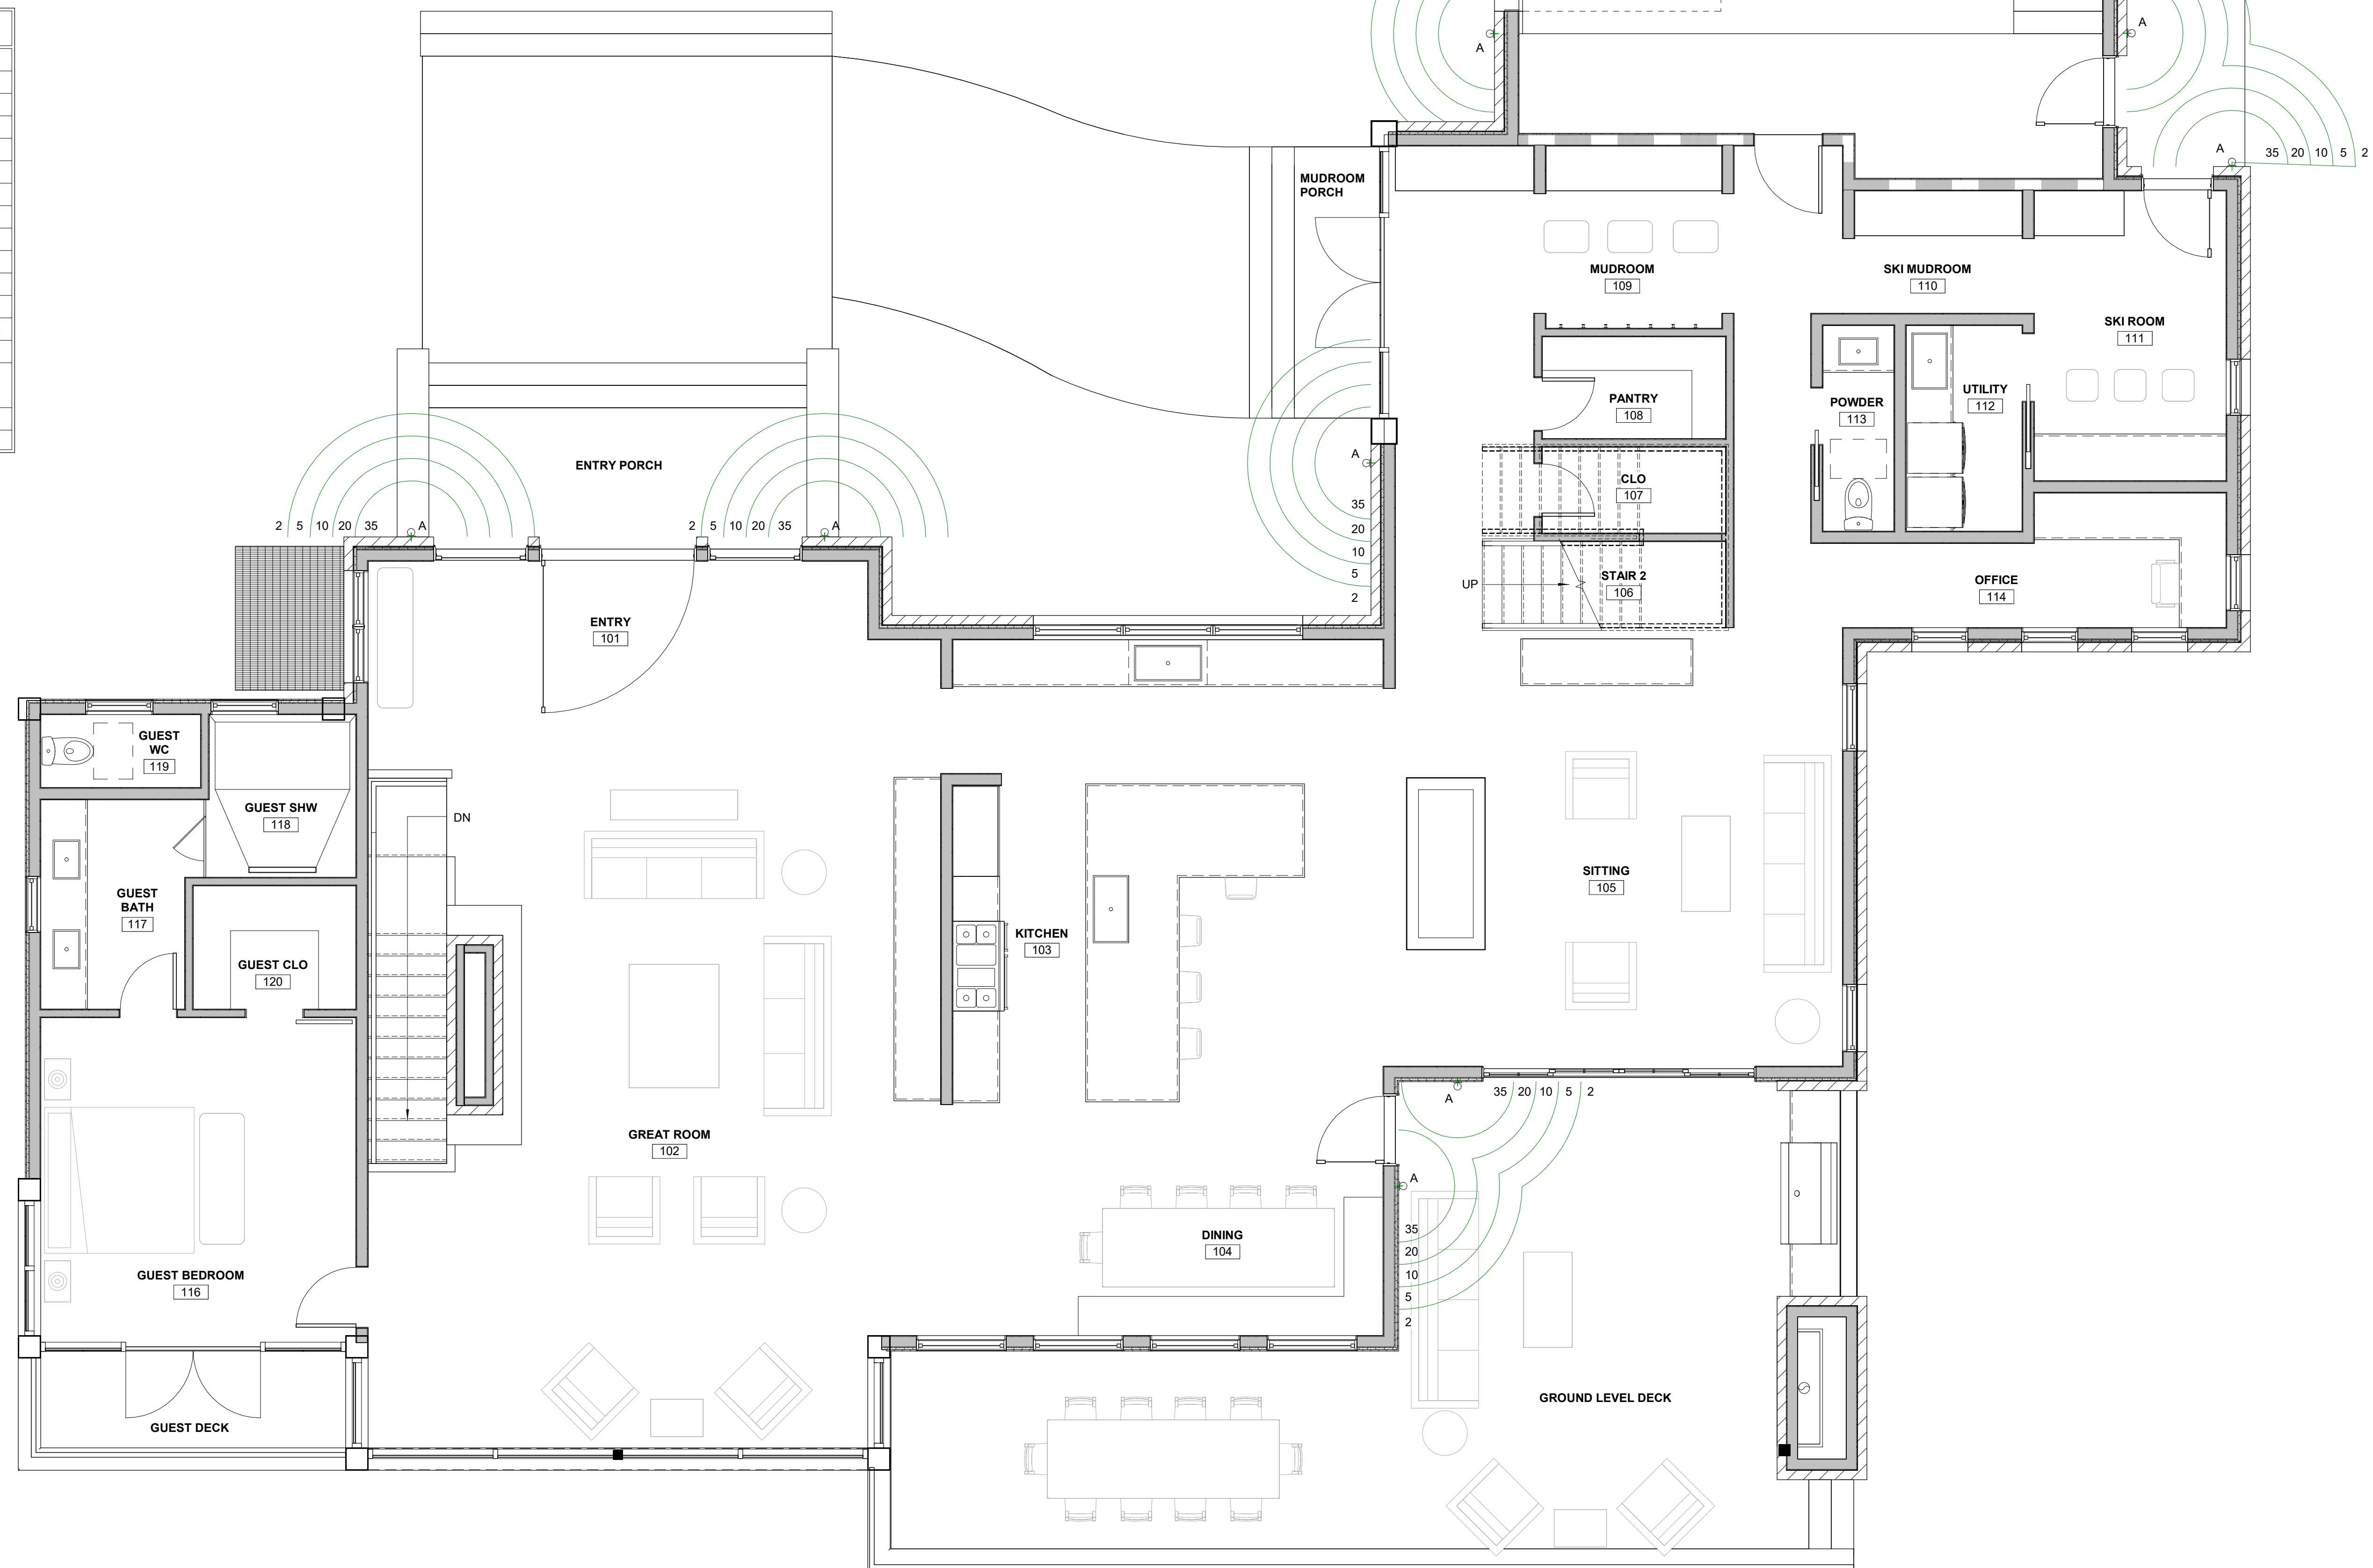 A
A
A
35 20 10 5 2
MUDROOM
PORCH
MUDROOM
109
SKI MUDROOM
110
SKI ROOM
111
PANTRY
108
POWDER
113
UTILITY
112
ENTRY PORCH
A
CLO
107
35
20
10
5
2
2 5 10 20 35
A
2 5 10 20 35
A
UP
STAIR 2
106
OFFICE
114
ENTRY
101
GUEST
WC
119
GUEST SHW
118
DN
SITTING
105
GUEST
BATH
117
KITCHEN
103
GUEST CLO
120
A
35 20 10 5 2
GREAT ROOM
102
A
DINING
104
35
20
10
5
2
GUEST BEDROOM
116
GUEST DECK
GROUND LEVEL DECK